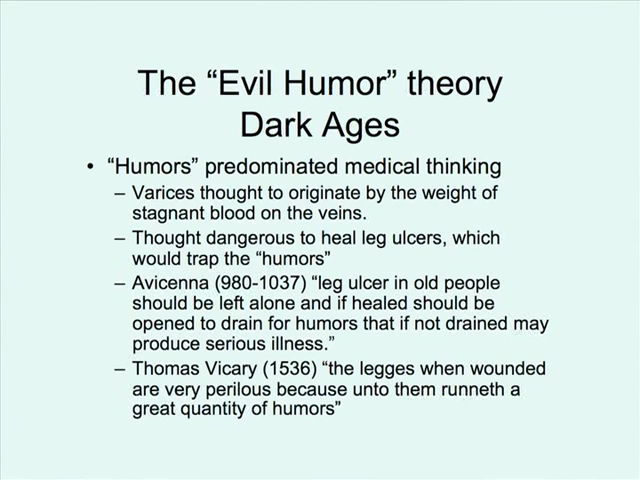 The “Evil Humor” theory
Dark Ages
• “Humors” predominated medical thinking
– Varices thought to originate by the weight of
stagnant blood on the veins.
– Thought dangerous to heal leg ulcers, which
would trap the “humors”
– Avicenna (980-1037) “leg ulcer in old people
should be left alone and if healed should be
opened to drain for humors that if not drained may
produce serious illness.”
– Thomas Vicary (1536) “the legges when wounded
are very perilous because unto them runneth a
great quantity of humors”